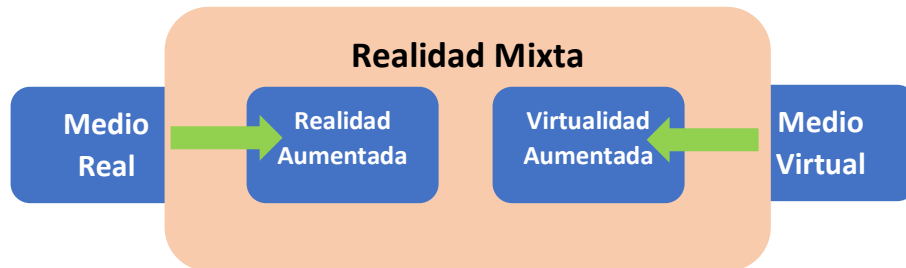 Realidad Mixta
Medio
Real
Realidad
Aumentada
Virtualidad
Aumentada
Medio
Virtual